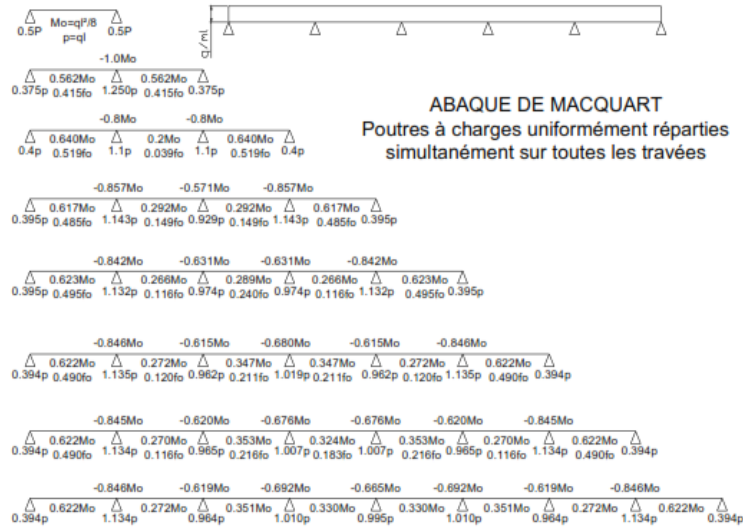 Mo=ql²/8
0.5P p=ql 0.5P
q/ml
ABAQUE DE MACQUART
Poutres à charges uniformément réparties
simultanément sur toutes les travées
-1.0Mo
0.562Mo 0.562Mo
0.375p 0.415fo 1.250p 0.415fo 0.375p
-0.8Mo -0.8Mo
0.640Mo 0.2Mo 0.640Mo
0.4p 0.519fo 1.1p 0.039fo 1.1p 0.519fo 0.4p
-0.857Mo -0.571Mo -0.857Mo
0.617Mo 0.292Mo 0.292Mo 0.617Mo
0.395p 0.485fo 1.143p 0.149fo 0.929p 0.149fo 1.143p 0.485fo 0.395p
-0.842Mo -0.631Mo -0.631Mo -0.842Mo
0.623Mo 0.266Mo 0.289Mo 0.266Mo 0.623Mo
0.395p 0.495fo 1.132p 0.116fo 0.974p 0.240fo 0.974p 0.116fo 1.132p 0.495fo 0.395p
-0.846Mo -0.615Mo -0.680Mo -0.615Mo -0.846Mo
0.622Mo 0.272Mo 0.347Mo 0.347Mo 0.272Mo 0.622Mo
0.394p 0.490fo 1.135p 0.120fo 0.962p 0.211fo 1.019p 0.211fo 0.962p 0.120fo 1.135p 0.490fo 0.394p
-0.845Mo -0.620Mo -0.676Mo -0.676Mo -0.620Mo -0.845Mo
0.622Mo 0.270Mo 0.353Mo 0.324Mo 0.353Mo 0.270Mo 0.622Mo
0.394p 0.490fo 1.134p 0.116fo 0.965p 0.216fo 1.007p 0.183fo 1.007p 0.216fo 0.965p 0.116fo 1.134p 0.490fo 0.394p
-0.846Mo -0.619Mo -0.692Mo -0.665Mo -0.692Mo -0.619Mo -0.846Mo
0.622Mo 0.272Mo 0.351Mo 0.330Mo 0.330Mo 0.351Mo 0.272Mo 0.622Mo
0.394p 1.134p 0.964p 1.010p 0.995p 1.010p 0.964p 1.134p 0.394p